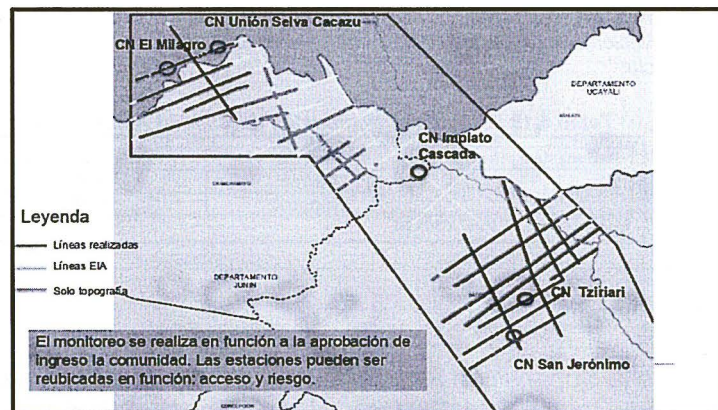 CN Unión Selva Cacazu
CN El Milagro
DEPARTAMENTO
UCAYALI
CN Impiato
Cascada
Leyenda
Líneas realizadas
Líneas EIA
Solo topografía
DEPARTAMENTO
JUNIN
CN Tziriari
CN San Jerónimo
El monitoreo se realiza en función a la aprobación de
ingreso la comunidad. Las estaciones pueden ser
reubicadas en función: acceso y riesgo.